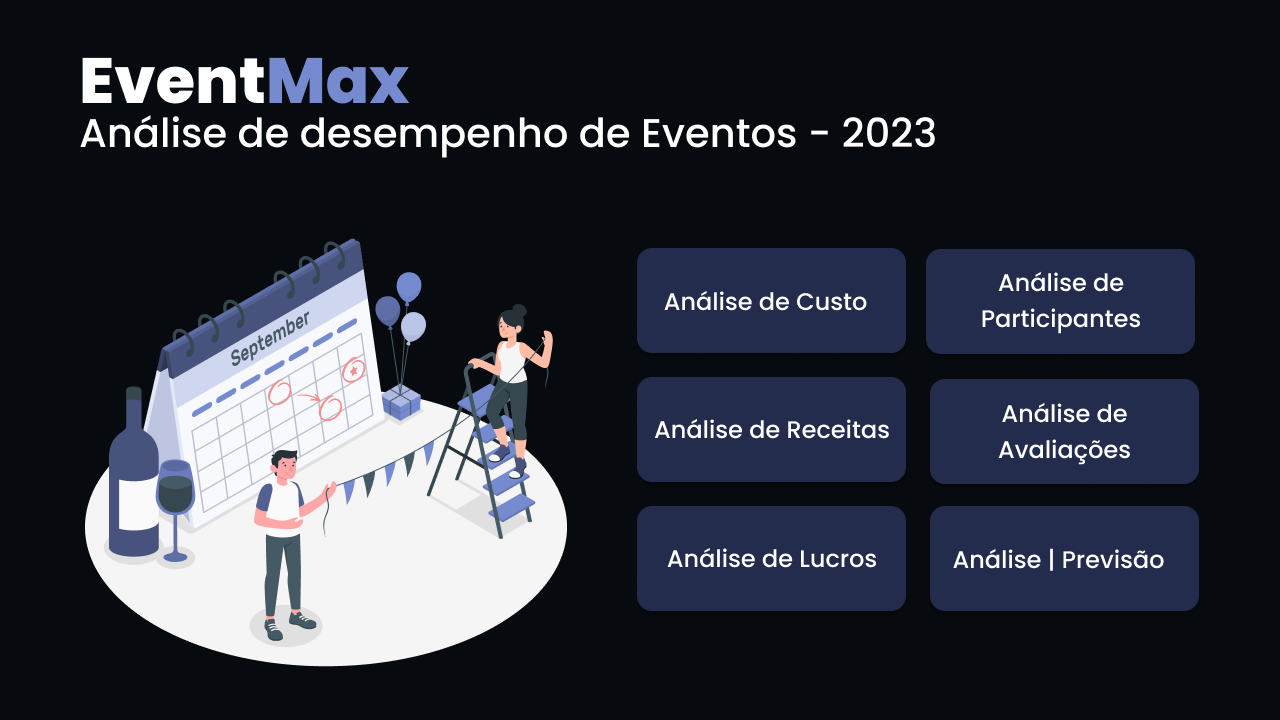 EventMax
Análise de desempenho de Eventos - 2023
September
Análise de Custo
Análise de
Participantes
Análise de Receitas
Análise de
Avaliações
Análise de Lucros
Análise | Previsão